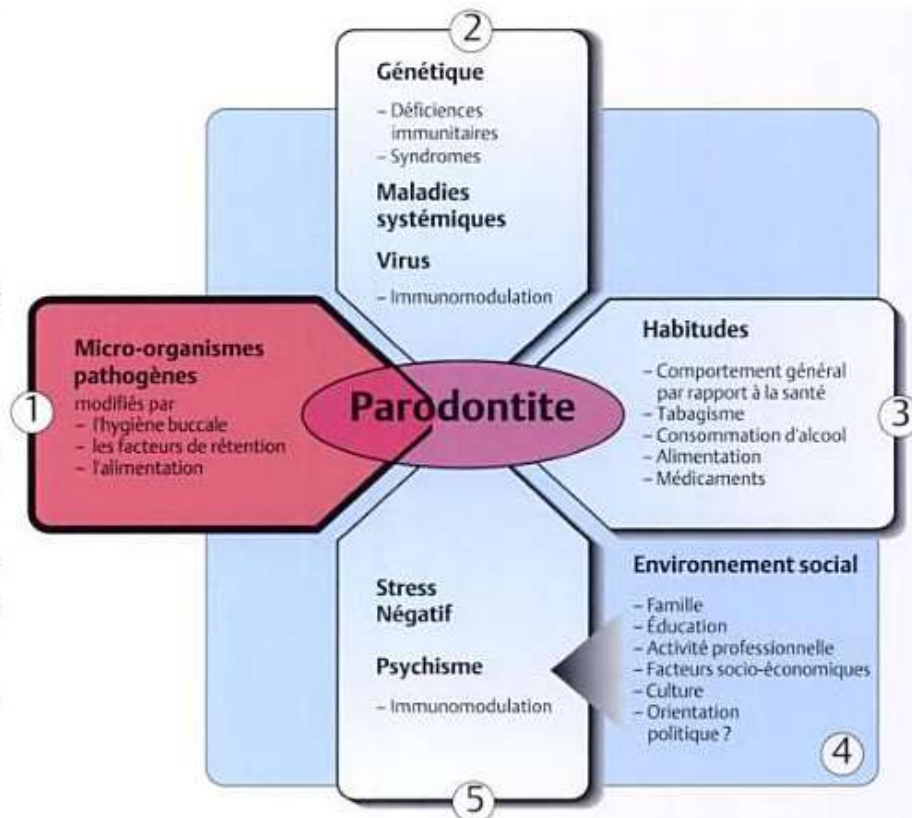 2
Génétique
– Déficiences
immunitaires
– Syndromes
Maladies
systémiques
Virus
– Immunomodulation
1
Micro-organismes
pathogènes
modifiés par
– l'hygiène buccale
– les facteurs de rétention
– l'alimentation
Parodontite
Habitudes
– Comportement général
par rapport à la santé
– Tabagisme
– Consommation d'alcool
– Alimentation
– Médicaments
3
Stress
Négatif
Psychisme
– Immunomodulation
5
Environnement social
– Famille
– Éducation
– Activité professionnelle
– Facteurs socio-économiques
– Culture
– Orientation
politique ?
4